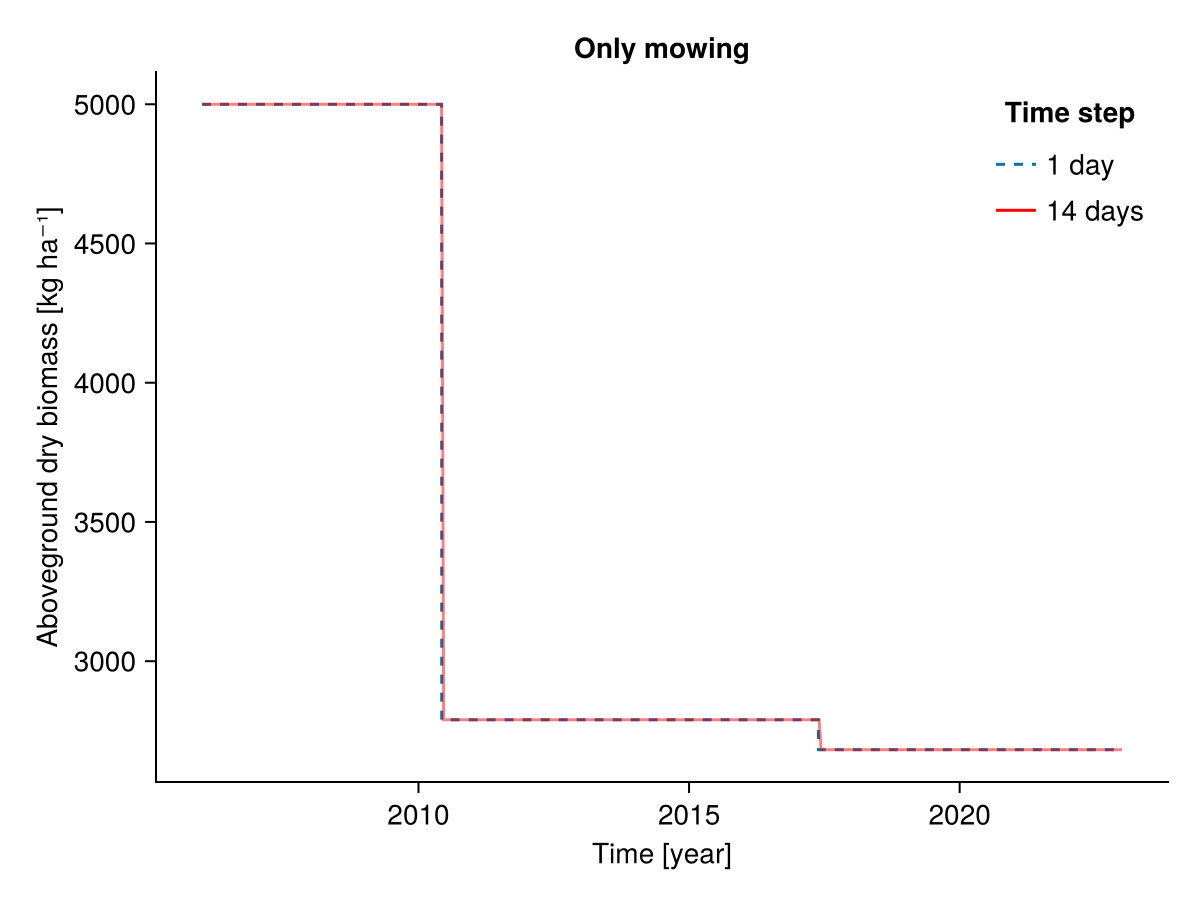 Only mowing
Time step
1 day
14 days
Aboveground dry biomass [kg ha⁻¹]
5000
4500
4000
3500
3000
2010
2015
2020
Time [year]